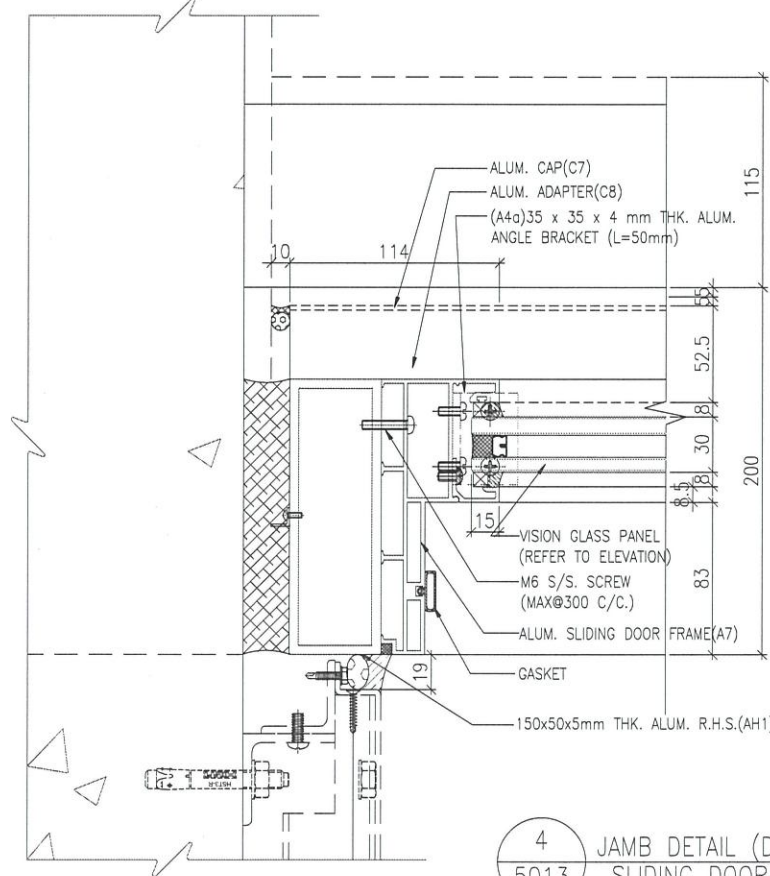 ALUM. CAP(C7)
ALUM. ADAPTER(C8)
(A4a)35 x 35 x 4 mm THK. ALUM.
ANGLE BRACKET (L=50mm)
10
114
115
5
5
52.5
8
30
8
8.5
200
83
15
19
VISION GLASS PANEL
(REFER TO ELEVATION)
M6 S/S. SCREW
(MAX@300 C/C.)
ALUM. SLIDING DOOR FRAME(A7)
GASKET
150x50x5mm THK. ALUM. R.H.S.(AH1)
4
5013
JAMB DETAIL (D
SLIDING DOOR